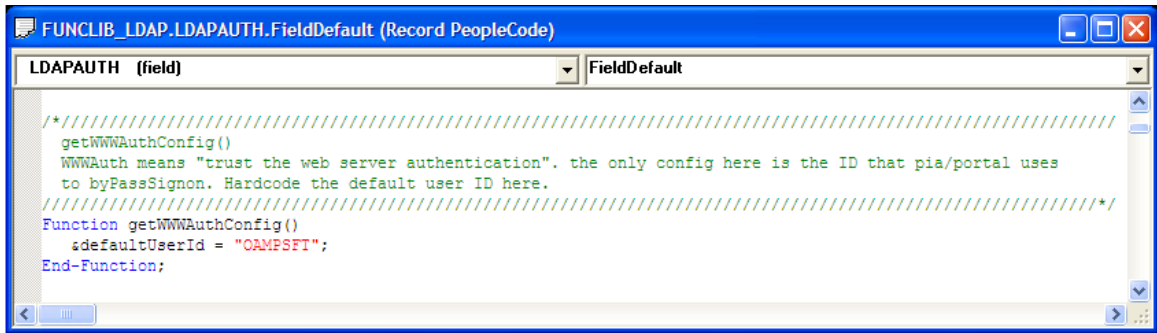 FUNCLIB_LDAP.LDAPAUTH.FieldDefault (Record PeopleCode)
LDAPAUTH (field) FieldDefault
/*//////////////////////////////////////////////////////////////////////////////////////////////////////////////
getWWWAuthConfig()
WWWAuth means "trust the web server authentication". the only config here is the ID that pia/portal uses
to byPassSignon. Hardcode the default user ID here.
//////////////////////////////////////////////////////////////////////////////////////////////////////////////*/
Function getWWWAuthConfig()
&defaultUserId = "OAMPSFT";
End-Function;